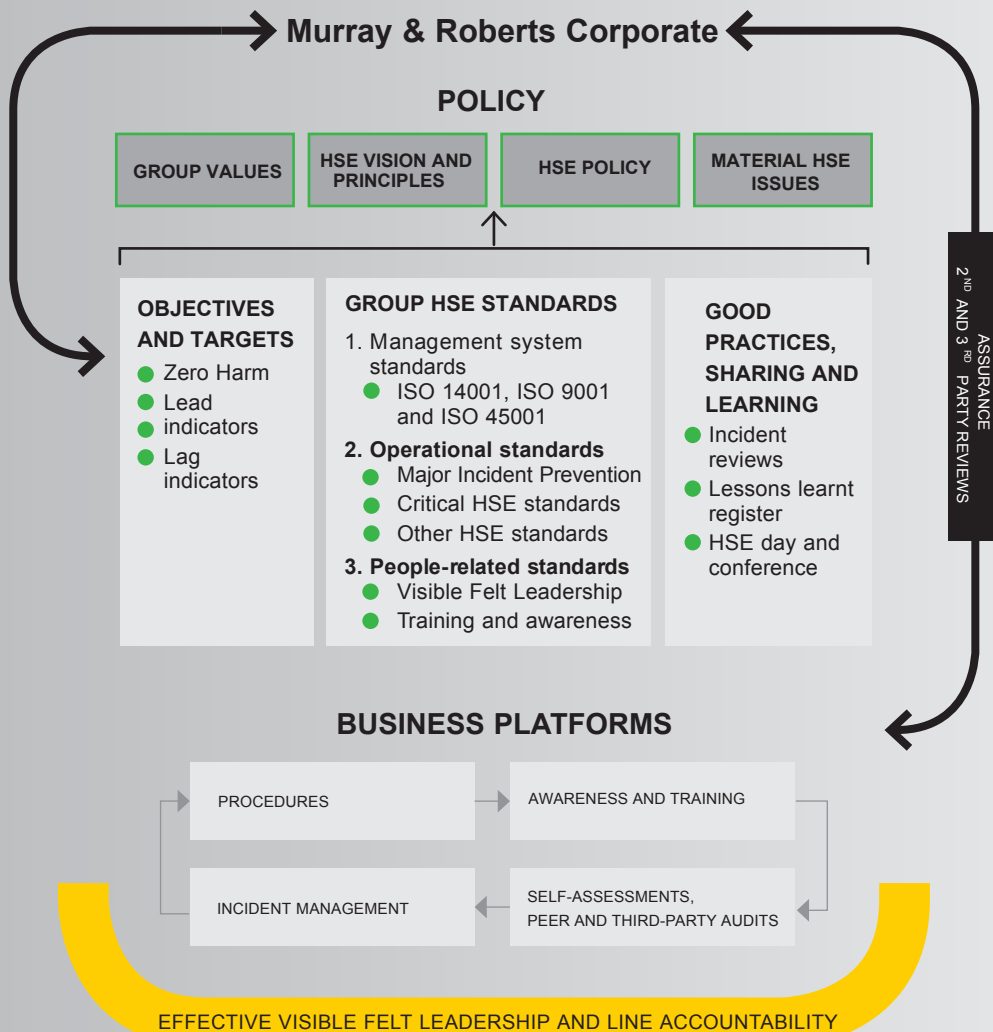 Murray & Roberts Corporate
POLICY
GROUP VALUES
HSE VISION AND
PRINCIPLES
HSE POLICY
MATERIAL HSE
ISSUES
OBJECTIVES
AND TARGETS
Zero Harm
Lead
indicators
Lag
indicators
GROUP HSE STANDARDS
1. Management system
standards
ISO 14001, ISO 9001
and ISO 45001
2. Operational standards
Major Incident Prevention
Critical HSE standards
Other HSE standards
3. People-related standards
Visible Felt Leadership
Training and awareness
GOOD
PRACTICES,
SHARING AND
LEARNING
Incident
reviews
Lessons learnt
register
HSE day and
conference
ASSURANCE
2ND AND 3RD PARTY REVIEWS
BUSINESS PLATFORMS
PROCEDURES
AWARENESS AND TRAINING
INCIDENT MANAGEMENT
SELF-ASSESSMENTS,
PEER AND THIRD-PARTY AUDITS
EFFECTIVE VISIBLE FELT LEADERSHIP AND LINE ACCOUNTABILITY